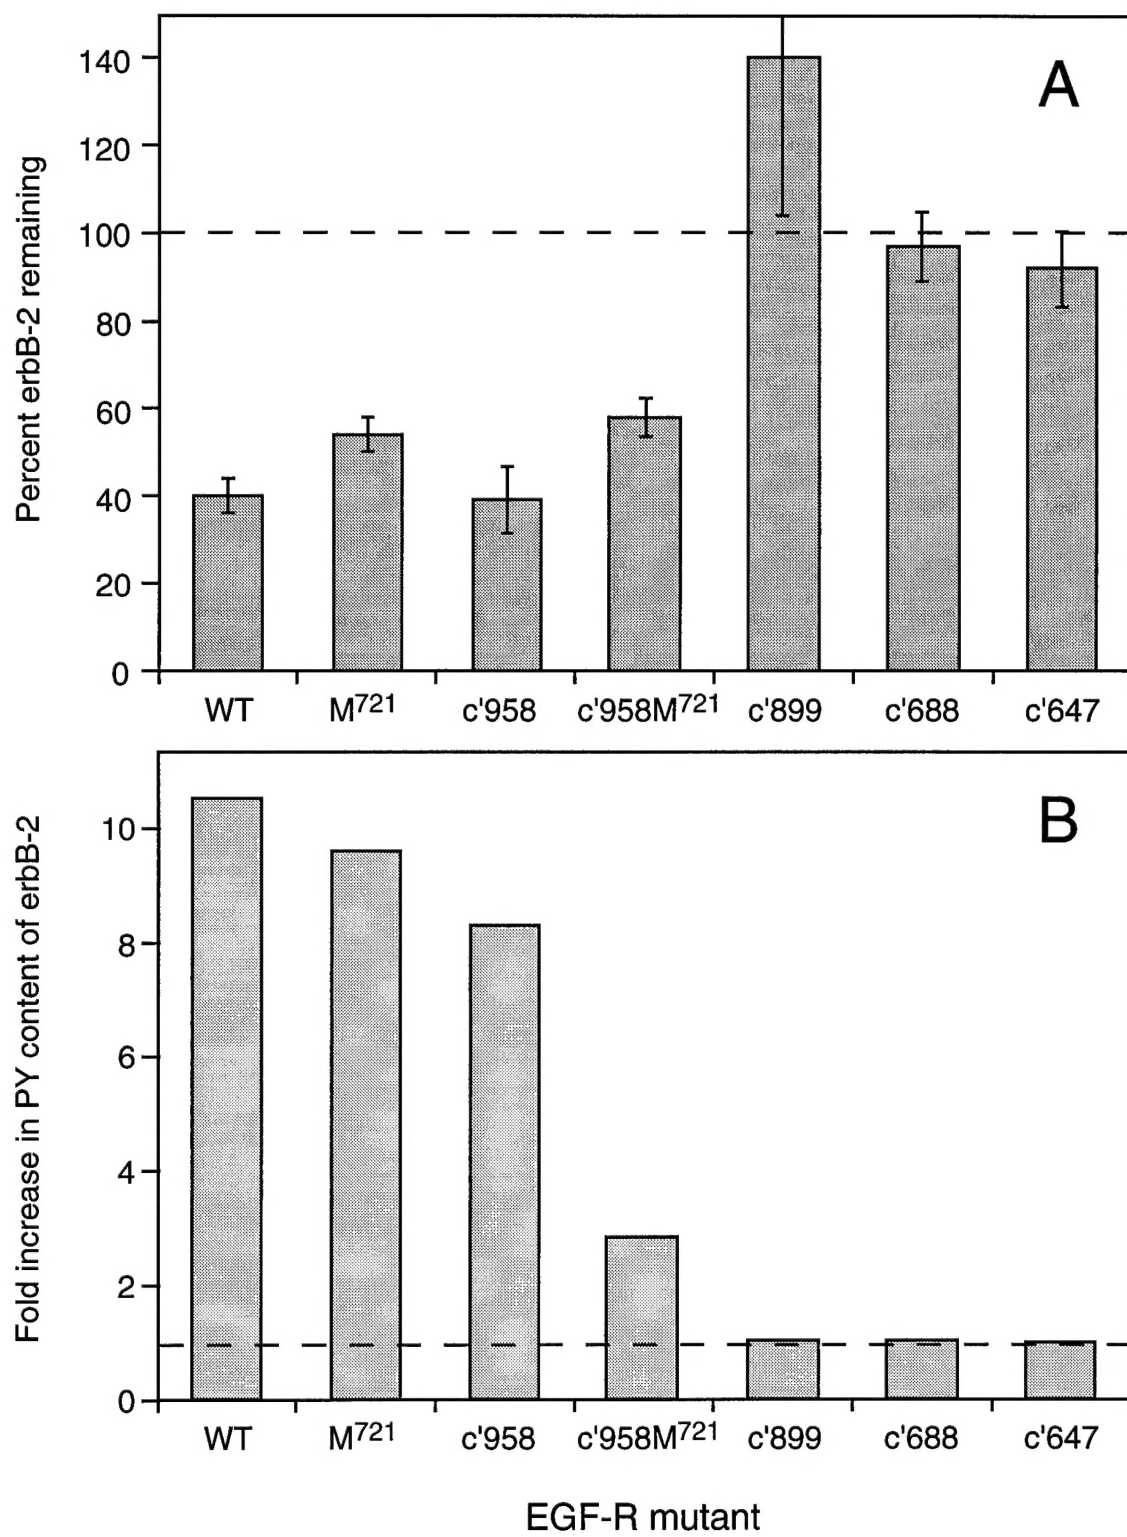 A
Percent erbB-2 remaining
140
120
100
80
60
40
20
0
WT M721 c'958 c'958M721 c'899 c'688 c'647
B
Fold increase in PY content of erbB-2
10
8
6
4
2
0
WT M721 c'958 c'958M721 c'899 c'688 c'647
EGF-R mutant